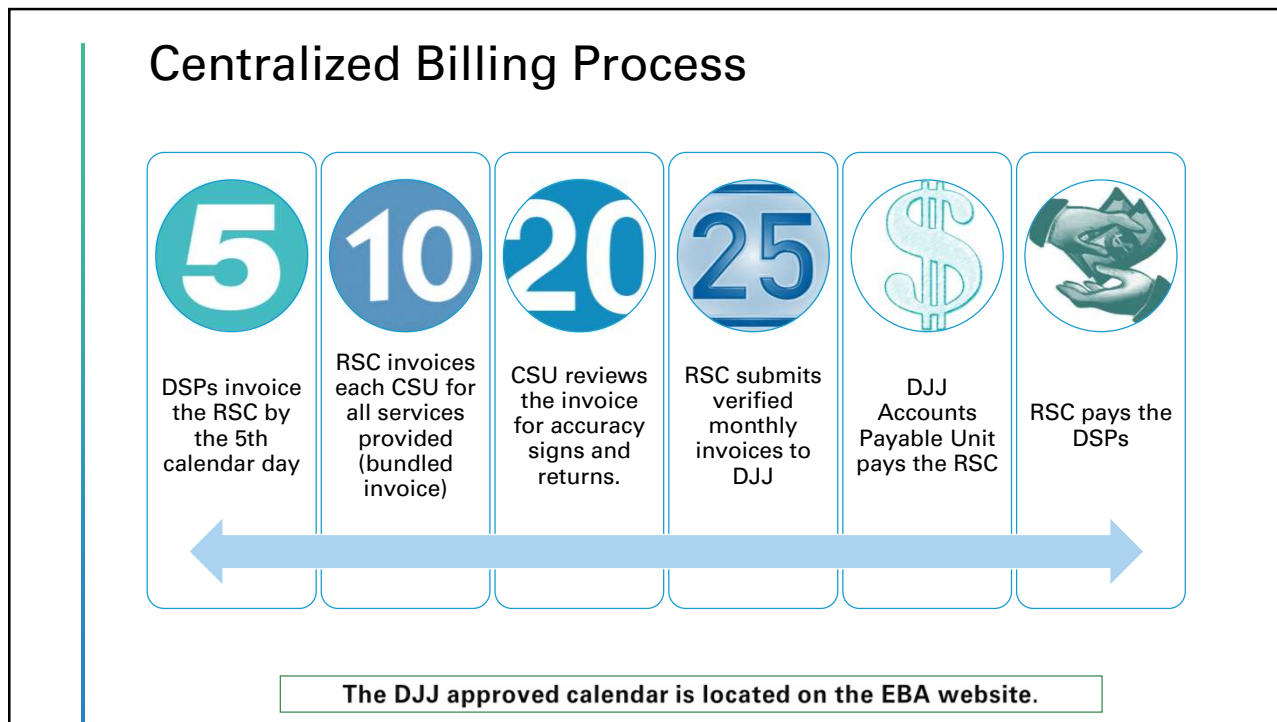 Centralized Billing Process
5
DSPs invoice
the RSC by
the 5th
calendar day
10
RSC invoices
each CSU for
all services
provided
(bundled
invoice)
20
CSU reviews
the invoice
for accuracy
signs and
returns.
25
RSC submits
verified
monthly
invoices to
DJJ
$
DJJ
Accounts
Payable Unit
pays the RSC
$
RSC pays the
DSPs
The DJJ approved calendar is located on the EBA website.